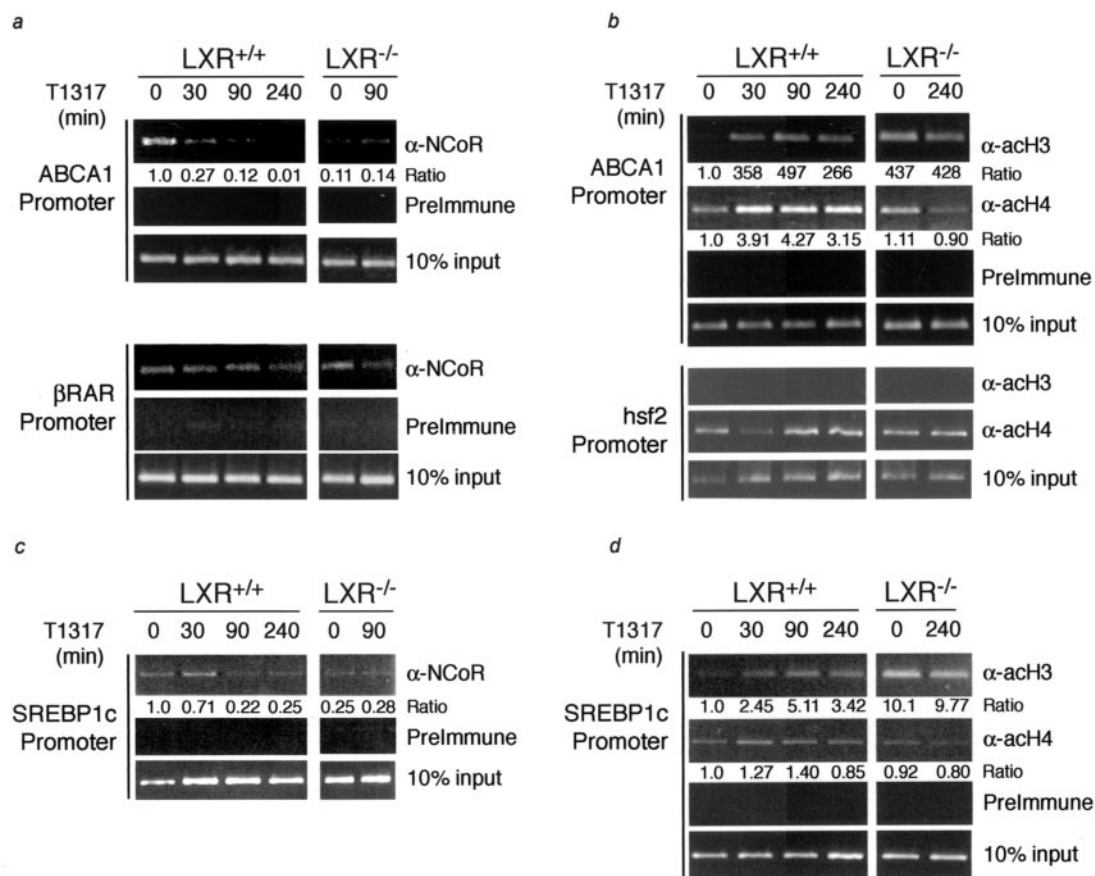 a
LXR+/+ LXR-/-
T1317 (min) 0 30 90 240 0 90
ABCA1 Promoter
α-NCoR
1.0 0.27 0.12 0.01 0.11 0.14 Ratio
PreImmune
10% input
βRAR Promoter
α-NCoR
PreImmune
10% input
b
LXR+/+ LXR-/-
T1317 (min) 0 30 90 240 0 240
ABCA1 Promoter
α-acH3
1.0 358 497 266 437 428 Ratio
α-acH4
1.0 3.91 4.27 3.15 1.11 0.90 Ratio
PreImmune
10% input
hsf2 Promoter
α-acH3
α-acH4
10% input
c
LXR+/+ LXR-/-
T1317 (min) 0 30 90 240 0 90
SREBP1c Promoter
α-NCoR
1.0 0.71 0.22 0.25 0.25 0.28 Ratio
PreImmune
10% input
d
LXR+/+ LXR-/-
T1317 (min) 0 30 90 240 0 240
SREBP1c Promoter
α-acH3
1.0 2.45 5.11 3.42 10.1 9.77 Ratio
α-acH4
1.0 1.27 1.40 0.85 0.92 0.80 Ratio
PreImmune
10% input